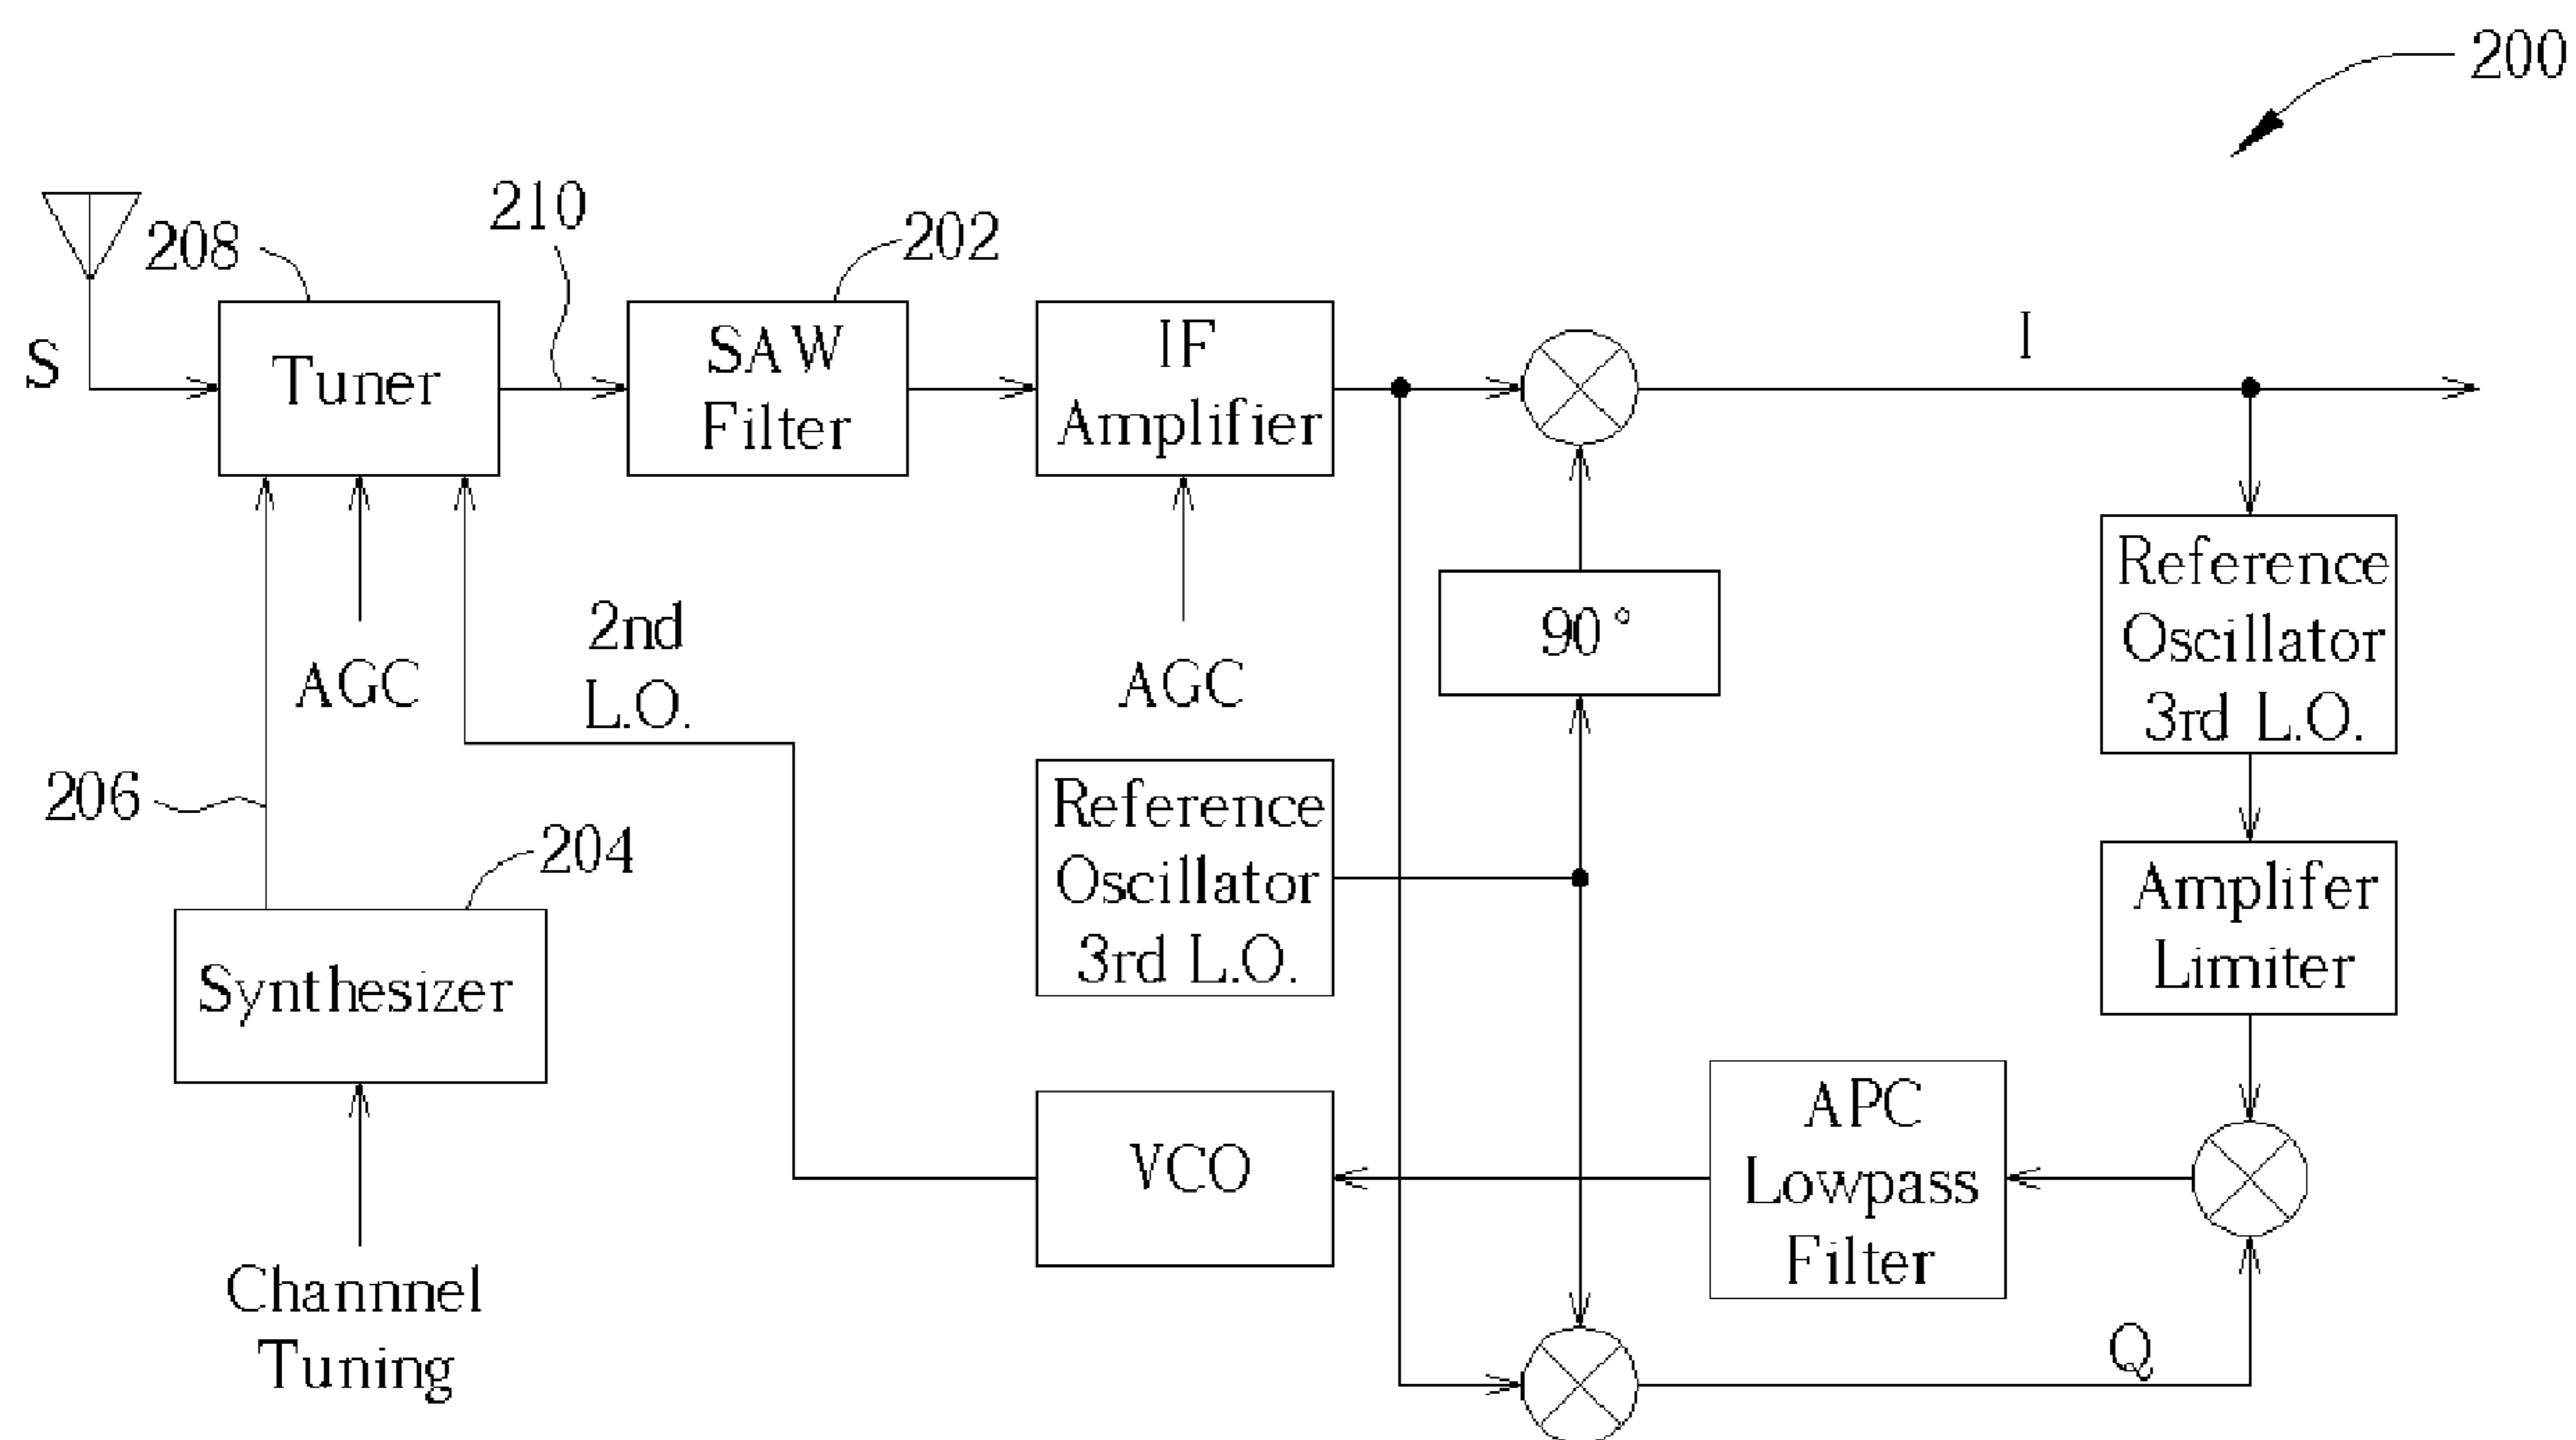 200
210
208
202
S
Tuner
SAW
Filter
IF
Amplifier
I
AGC
2nd
L.O.
AGC
90°
Reference
Oscillator
3rd L.O.
206
204
Synthesizer
Reference
Oscillator
3rd L.O.
Amplifer
Limiter
VCO
APC
Lowpass
Filter
Channnel
Tuning
Q